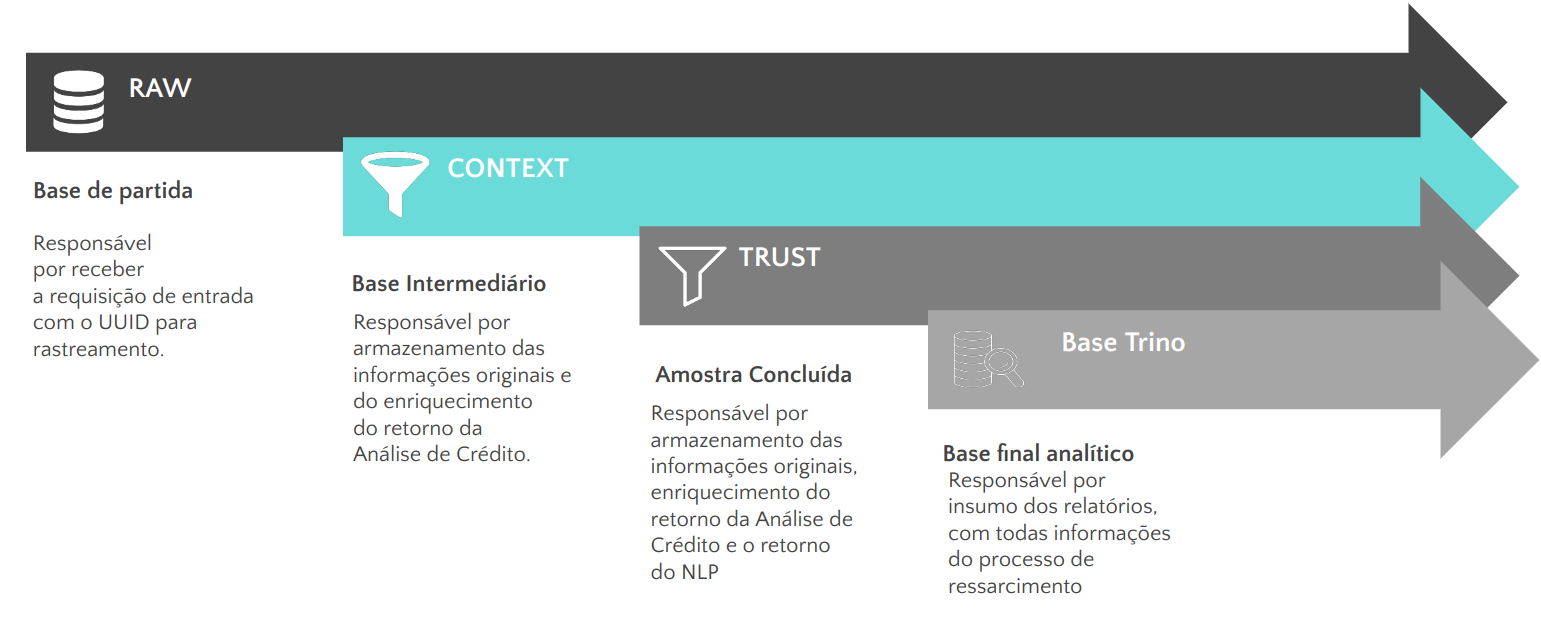 RAW
Base de partida
Responsável
por receber
a requisição de entrada
com o UUID para
rastreamento.
CONTEXT
Base Intermediário
Responsável por
armazenamento das
informações originais e
do enriquecimento
do retorno da
Análise de Crédito.
TRUST
Amostra Concluída
Responsável por
armazenamento das
informações originais,
enriquecimento do
retorno da Análise de
Crédito e o retorno
do NLP
Base Trino
Base final analítico
Responsável por
insumo dos relatórios,
com todas informações
do processo de
ressarcimento